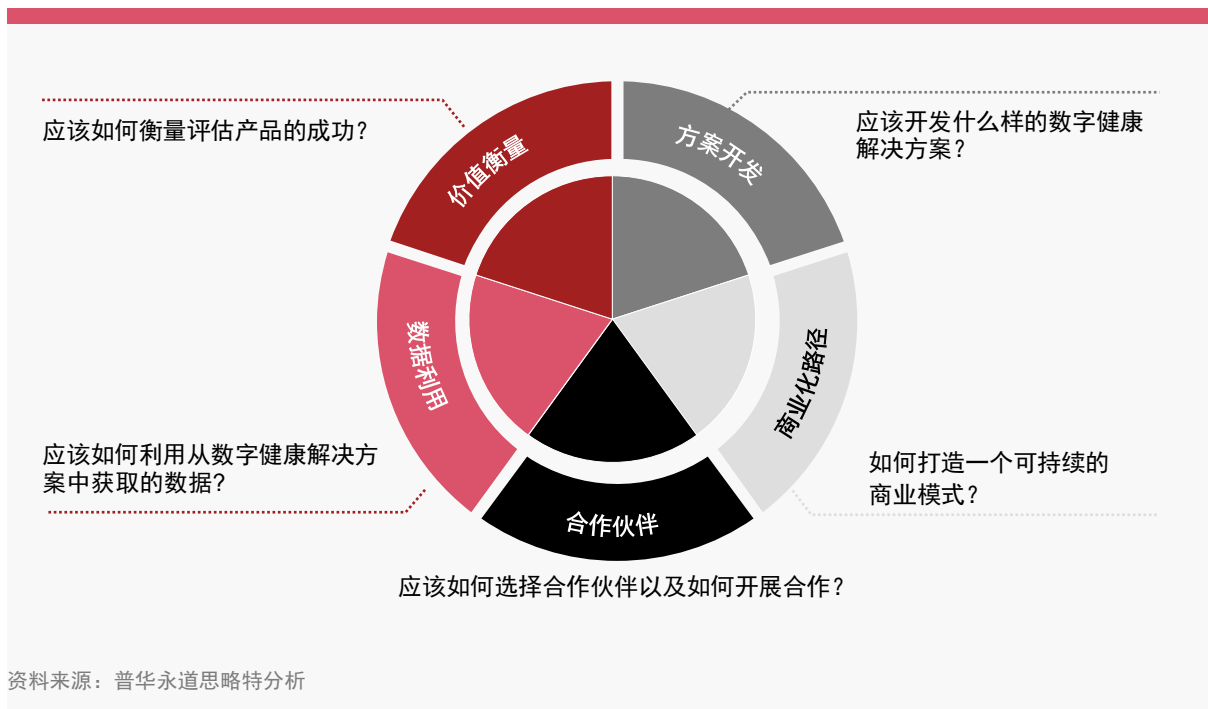 应该如何衡量评估产品的成功？
价值衡量
方案开发
应该开发什么样的数字健康
解决方案？
数据利用
商业化路径
应该如何利用从数字健康解决方
案中获取的数据？
如何打造一个可持续的
商业模式？
合作伙伴
应该如何选择合作伙伴以及如何开展合作？
资料来源：普华永道思略特分析